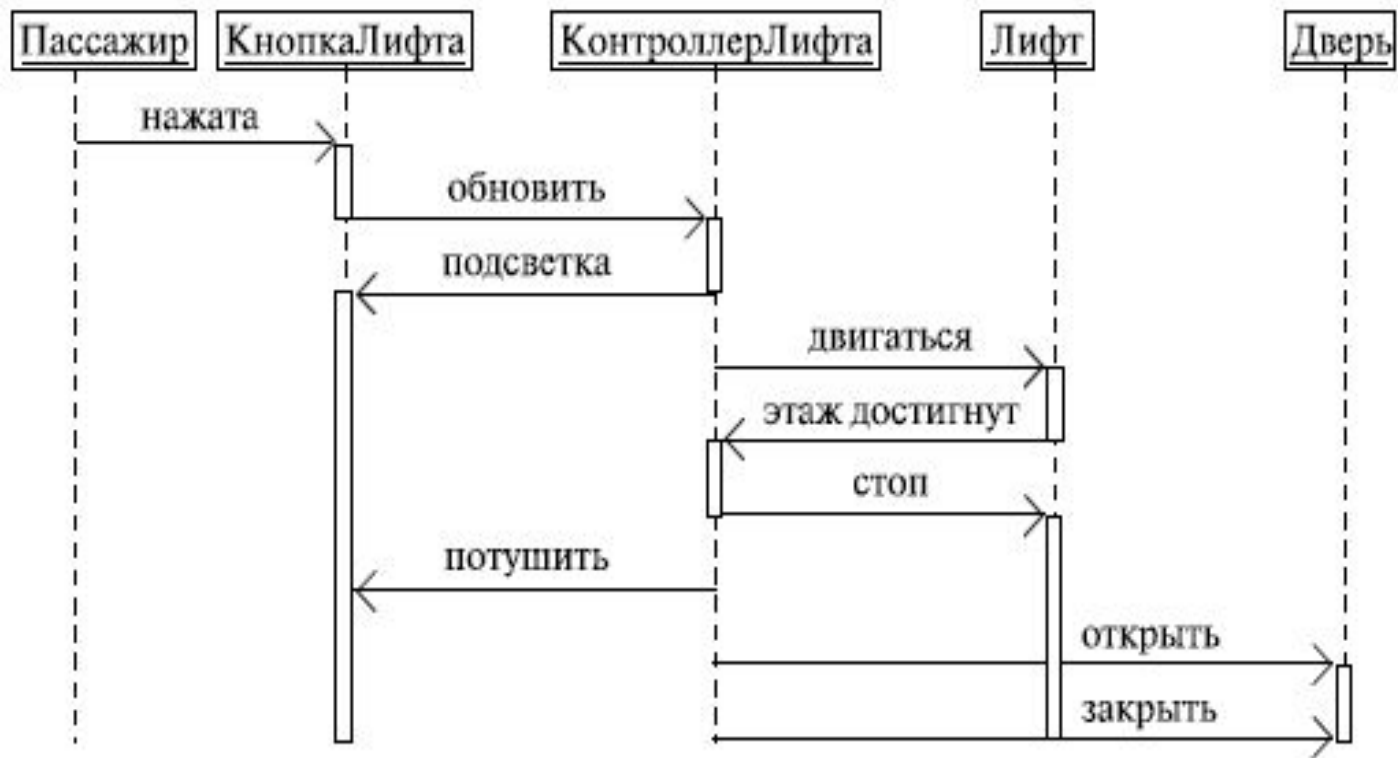 Пассажир КнопкаЛифта КонтроллерЛифта Лифт Дверь
нажата
обновить
подсветка
двигаться
этаж достигнут
стоп
потушить
открыть
закрыть